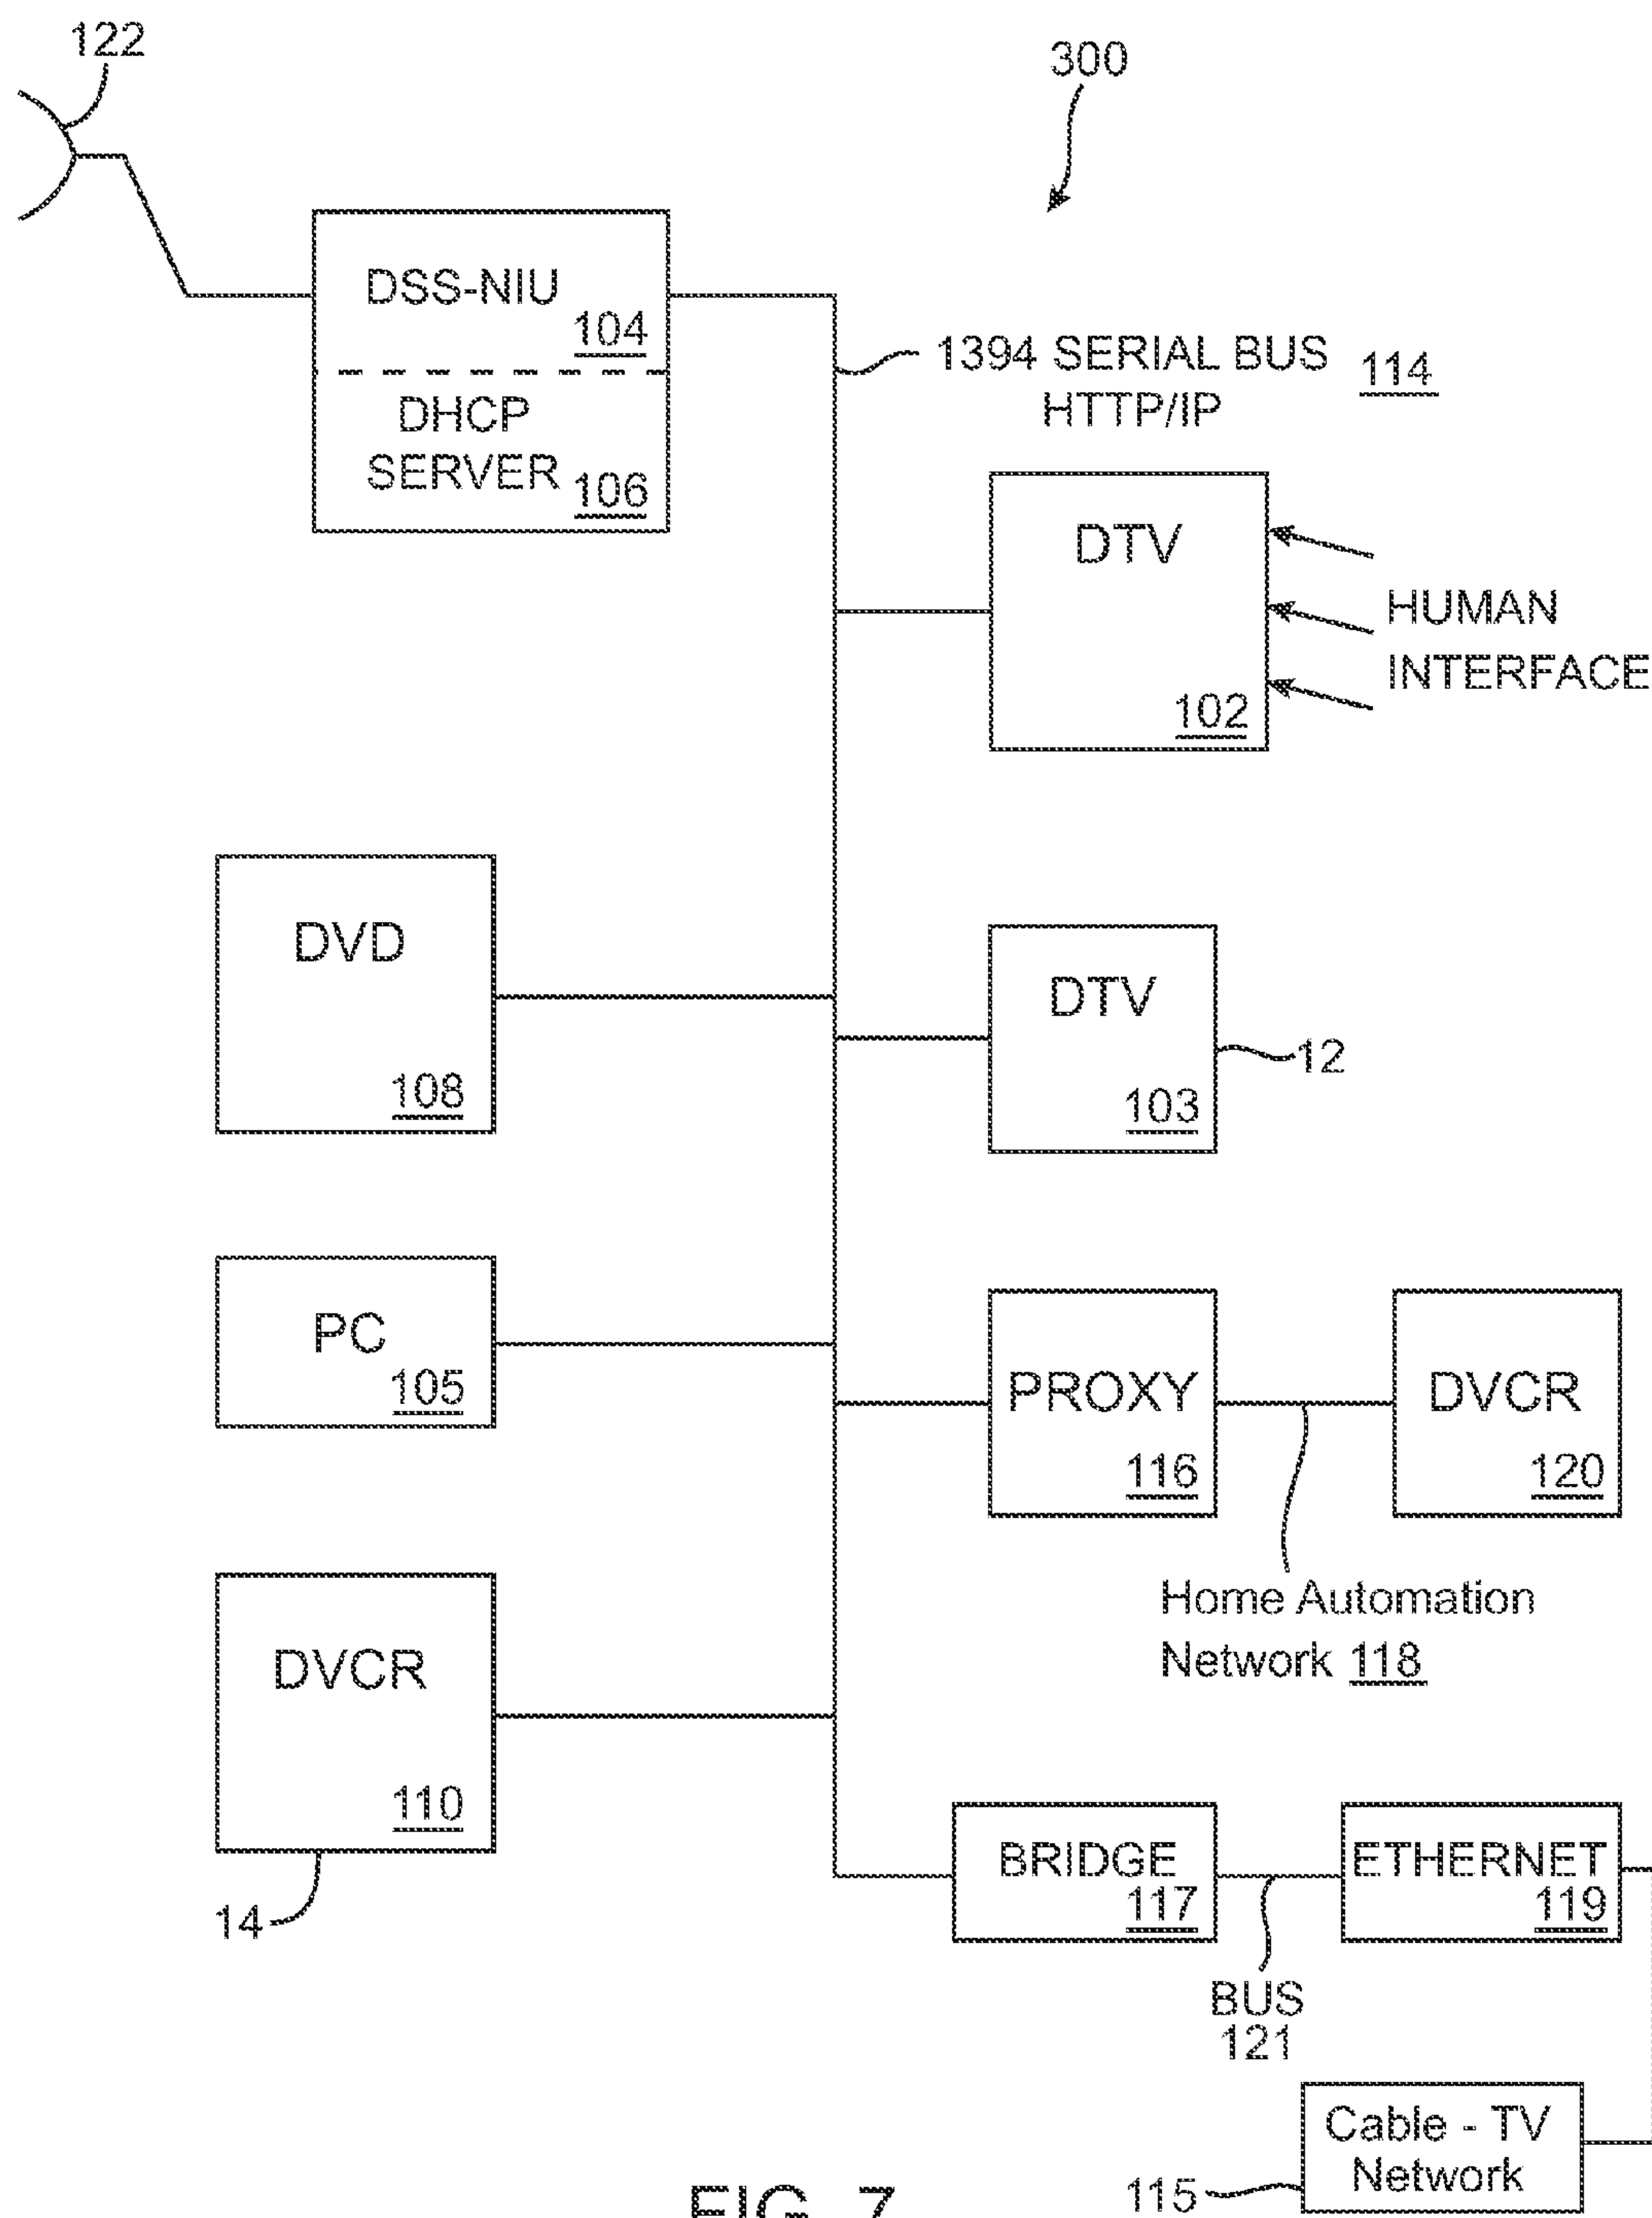 122
300
DSS-NIU
104
DHCP
SERVER
106
1394 SERIAL BUS
HTTP/IP
114
DTV
102
HUMAN
INTERFACE
DVD
108
DTV
103
12
PC
105
PROXY
116
DVCR
120
Home Automation
Network 118
DVCR
110
14
BRIDGE
117
ETHERNET
119
BUS
121
Cable - TV
Network
115
FIG. 7